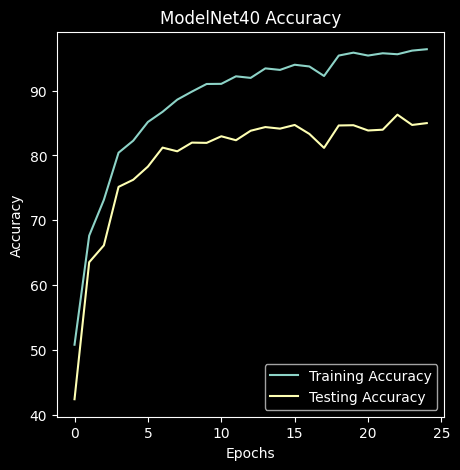 ModelNet40 Accuracy
90
80
70
60
50
40
Accuracy
0 5 10 15 20 25
Epochs
Training Accuracy
Testing Accuracy